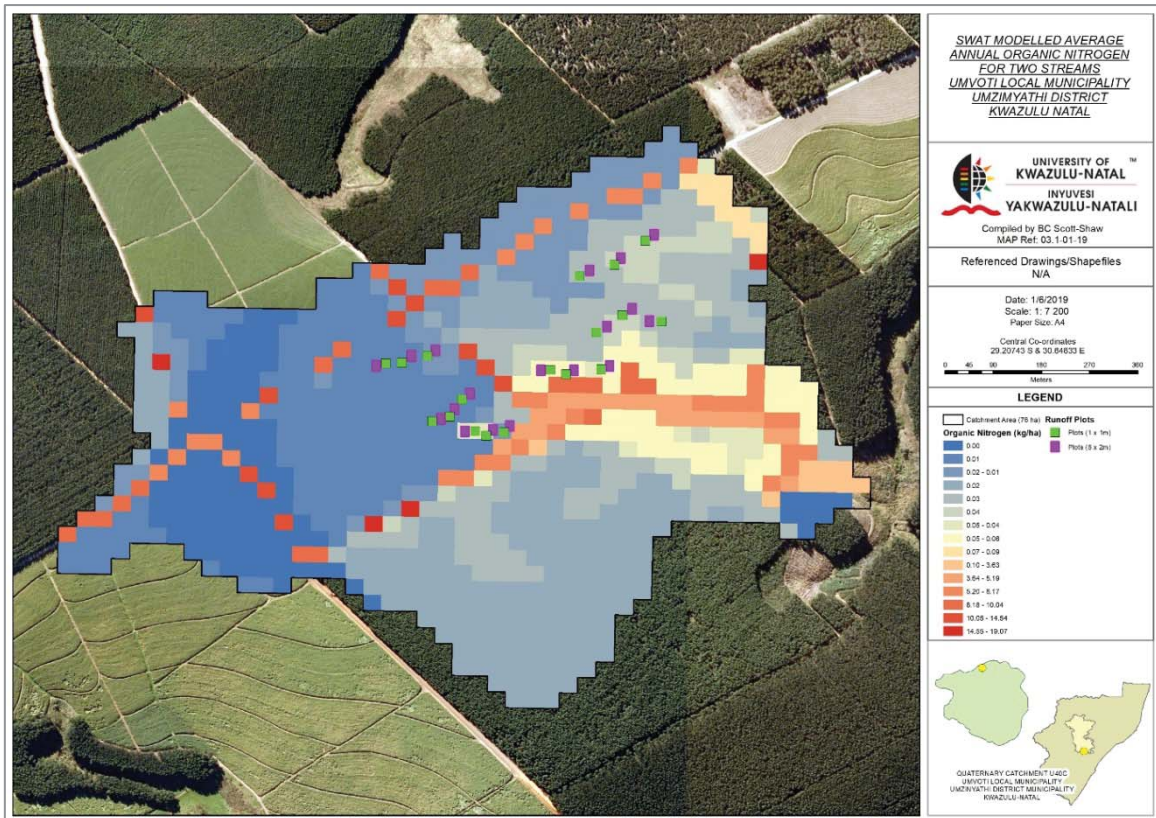 SWAT MODELLED AVERAGE
ANNUAL ORGANIC NITROGEN
FOR TWO STREAMS
UMVOTI LOCAL MUNICIPALITY
UMZIMYATHI DISTRICT
KWAZULU NATAL
UNIVERSITY OF ™
KWAZULU-NATAL
INYUVESI
YAKWAZULU-NATALI
Compiled by BC Scott-Shaw
MAP Ref: 03.1-01-19
Referenced Drawings/Shapefiles
N/A
Date: 1/6/2019
Scale: 1: 7 200
Paper Size: A4
Central Co-ordinates
29.20743 S & 30.64833 E
0 45 90 180 270 360
Meters
LEGEND
Catchment Area (76 ha) Runoff Plots
Organic Nitrogen (kg/ha) Plots (1 x 1m)
0.00 Plots (8 x 2m)
0.01
0.02 - 0.01
0.02
0.03
0.04
0.05 - 0.04
0.05 - 0.06
0.07 - 0.09
0.10 - 3.63
3.64 - 5.19
5.20 - 8.17
8.18 - 10.04
10.05 - 14.54
14.55 - 19.07
QUATERNARY CATCHMENT U40C
UMVOTI LOCAL MUNICIPALITY
UMZINYATHI DISTRICT MUNICIPALITY
KWAZULU-NATAL